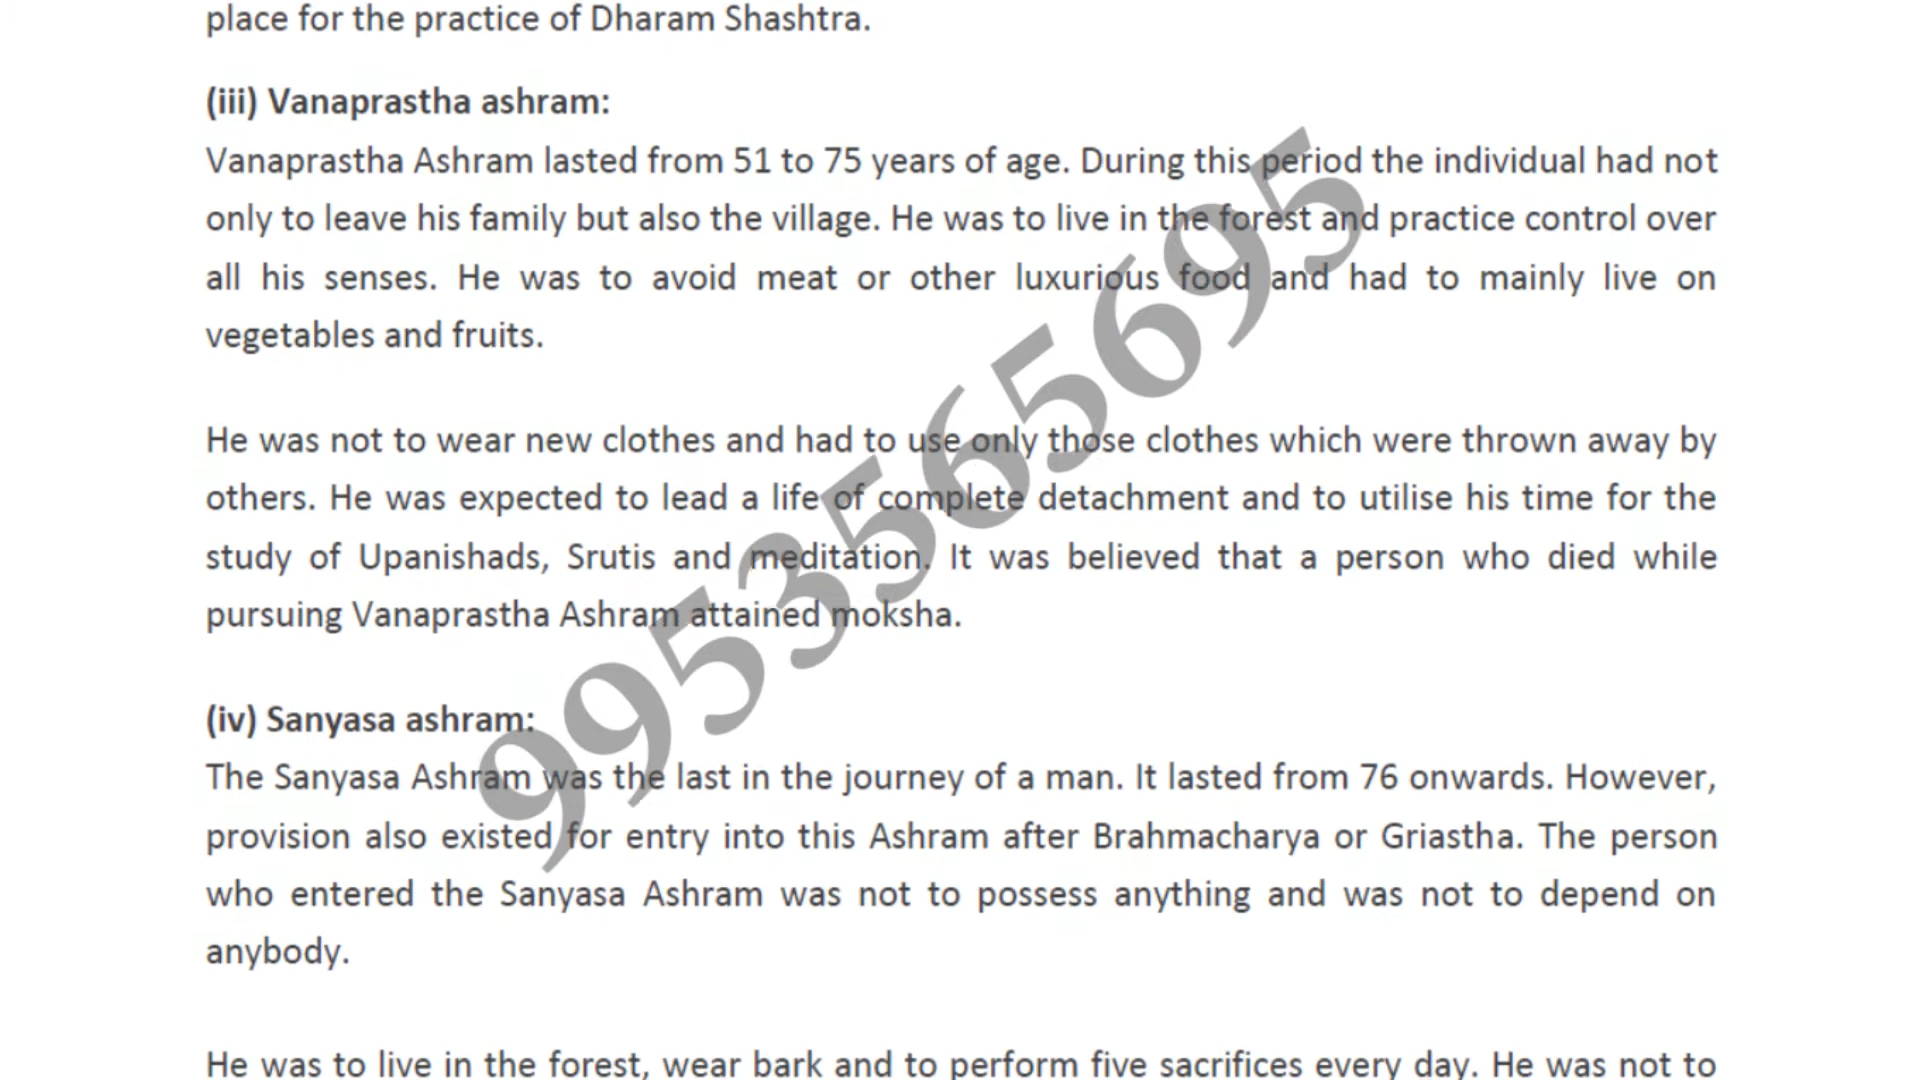 place for the practice of Dharam Shashtra.
(iii) Vanaprastha ashram:
Vanaprastha Ashram lasted from 51 to 75 years of age. During this period the individual had not
only to leave his family but also the village. He was to live in the forest and practice control over
all his senses. He was to avoid meat or other luxurious food and had to mainly live on
vegetables and fruits.
He was not to wear new clothes and had to use only those clothes which were thrown away by
others. He was expected to lead a life of complete detachment and to utilise his time for the
study of Upanishads, Srutis and meditation. It was believed that a person who died while
pursuing Vanaprastha Ashram attained moksha.
(iv) Sanyasa ashram:
The Sanyasa Ashram was the last in the journey of a man. It lasted from 76 onwards. However,
provision also existed for entry into this Ashram after Brahmacharya or Griastha. The person
who entered the Sanyasa Ashram was not to possess anything and was not to depend on
anybody.
He was to live in the forest, wear bark and to perform five sacrifices every day. He was not to
9953565695